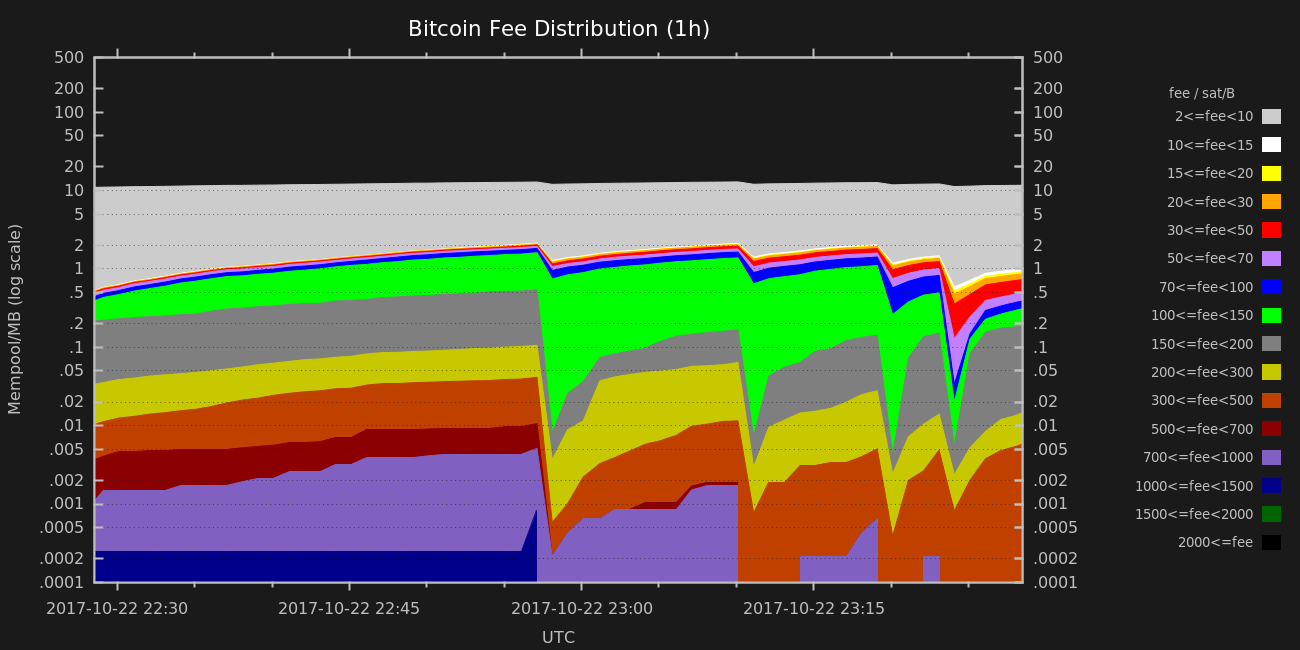 Bitcoin Fee Distribution (1h)
Mempool/MB (log scale)
500
200
100
50
20
10
5
2
1
.5
.2
.1
.05
.02
.01
.005
.002
.001
.0005
.0002
.0001
500
200
100
50
20
10
5
2
1
.5
.2
.1
.05
.02
.01
.005
.002
.001
.0005
.0002
.0001
2017-10-22 22:30 2017-10-22 22:45 2017-10-22 23:00 2017-10-22 23:15
UTC
fee / sat/B
2<=fee<10
10<=fee<15
15<=fee<20
20<=fee<30
30<=fee<50
50<=fee<70
70<=fee<100
100<=fee<150
150<=fee<200
200<=fee<300
300<=fee<500
500<=fee<700
700<=fee<1000
1000<=fee<1500
1500<=fee<2000
2000<=fee